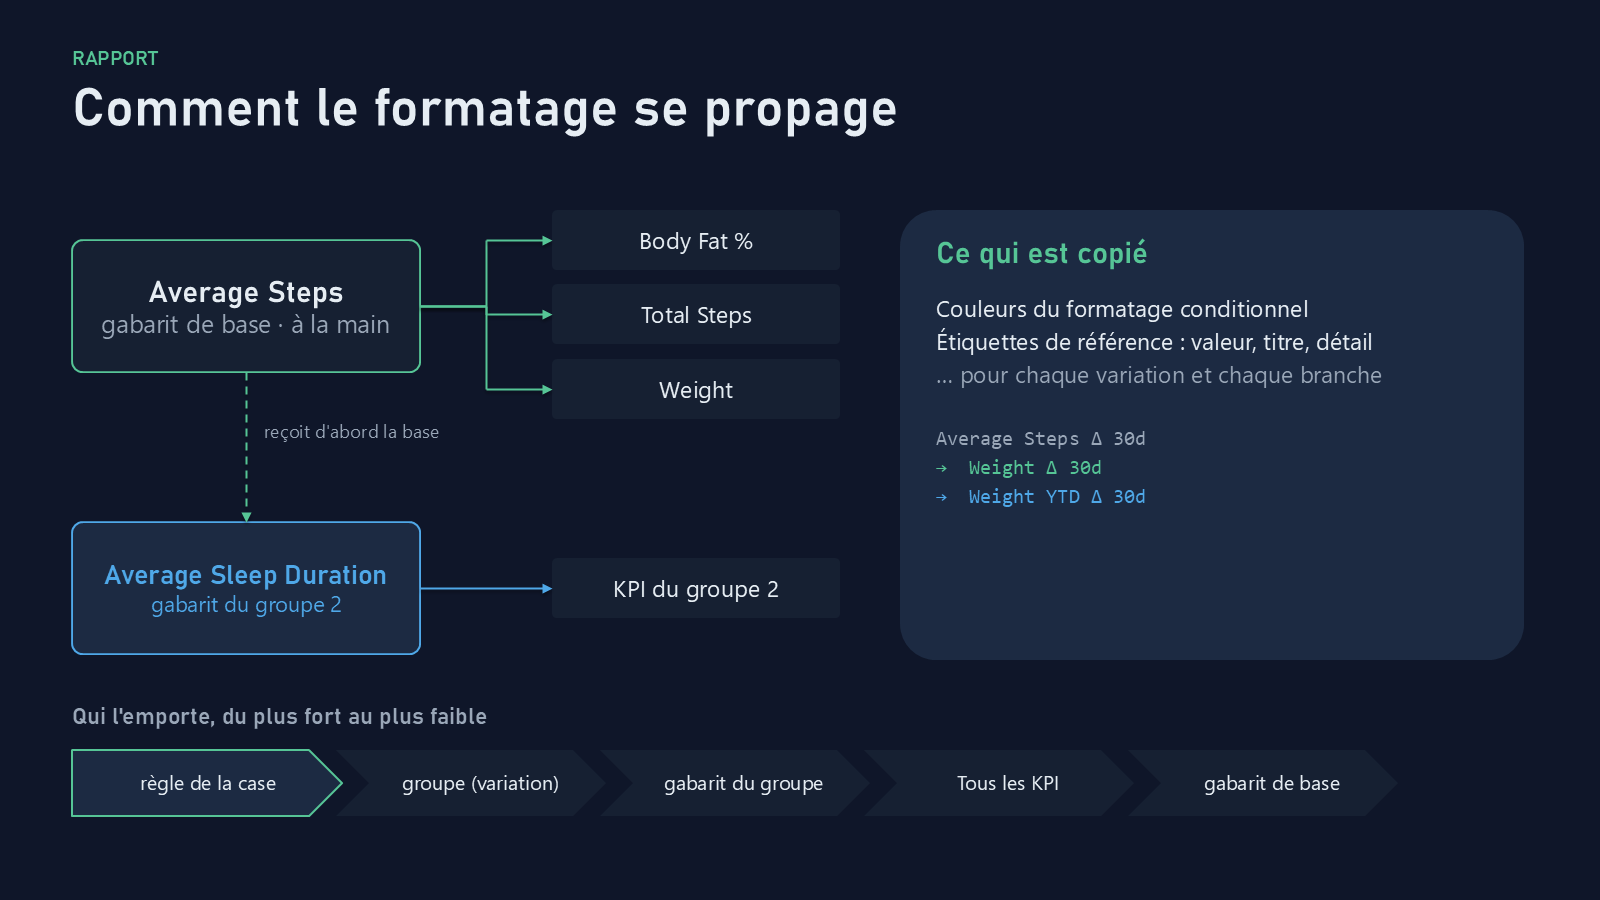 RAPPORT
Comment le formatage se propage
Average Steps
gabarit de base · à la main
Body Fat %
Total Steps
Weight
reçoit d'abord la base
Average Sleep Duration
gabarit du groupe 2
KPI du groupe 2
Ce qui est copié
Couleurs du formatage conditionnel
Étiquettes de référence : valeur, titre, détail
... pour chaque variation et chaque branche
Average Steps Δ 30d
→ Weight Δ 30d
→ Weight YTD Δ 30d
Qui l'emporte, du plus fort au plus faible
règle de la case
groupe (variation)
gabarit du groupe
Tous les KPI
gabarit de base